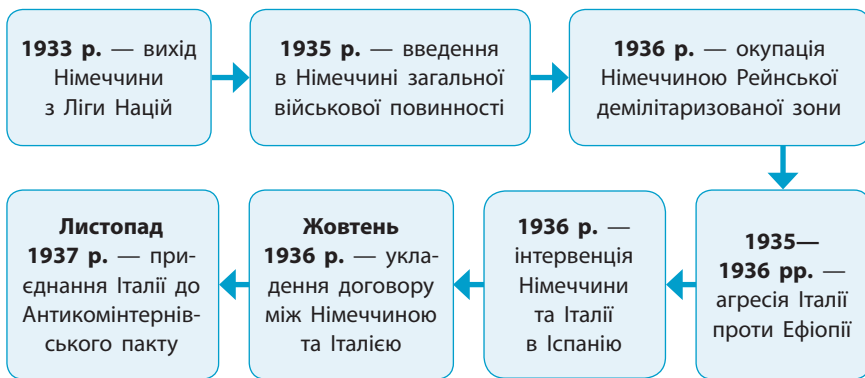 1933 р. — вихід
Німеччини
з Ліги Націй
1935 р. — введення
в Німеччині загальної
військової повинності
1936 р. — окупація
Німеччиною Рейнської
демілітаризованої зони
1935—
1936 рр. —
агресія Італії
проти Ефіопії
1936 р. —
інтервенція
Німеччини
та Італії
в Іспанію
Жовтень
1936 р. — укла-
дення договору
між Німеччиною
та Італією
Листопад
1937 р. — при-
єднання Італії до
Антикомінтернів-
ського пакту